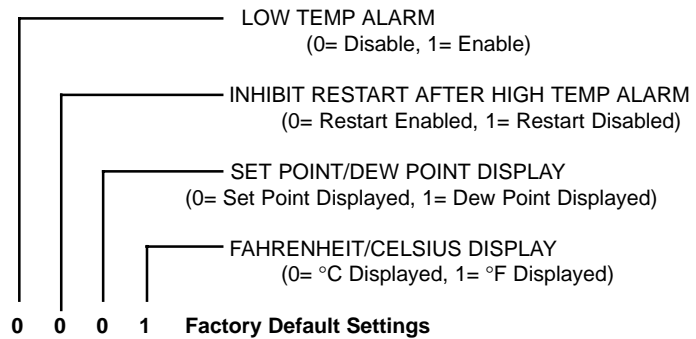 LOW TEMP ALARM
(0= Disable, 1= Enable)
INHIBIT RESTART AFTER HIGH TEMP ALARM
(0= Restart Enabled, 1= Restart Disabled)
SET POINT/DEW POINT DISPLAY
(0= Set Point Displayed, 1= Dew Point Displayed)
FAHRENHEIT/CELSIUS DISPLAY
(0= °C Displayed, 1= °F Displayed)
0 0 0 1 Factory Default Settings